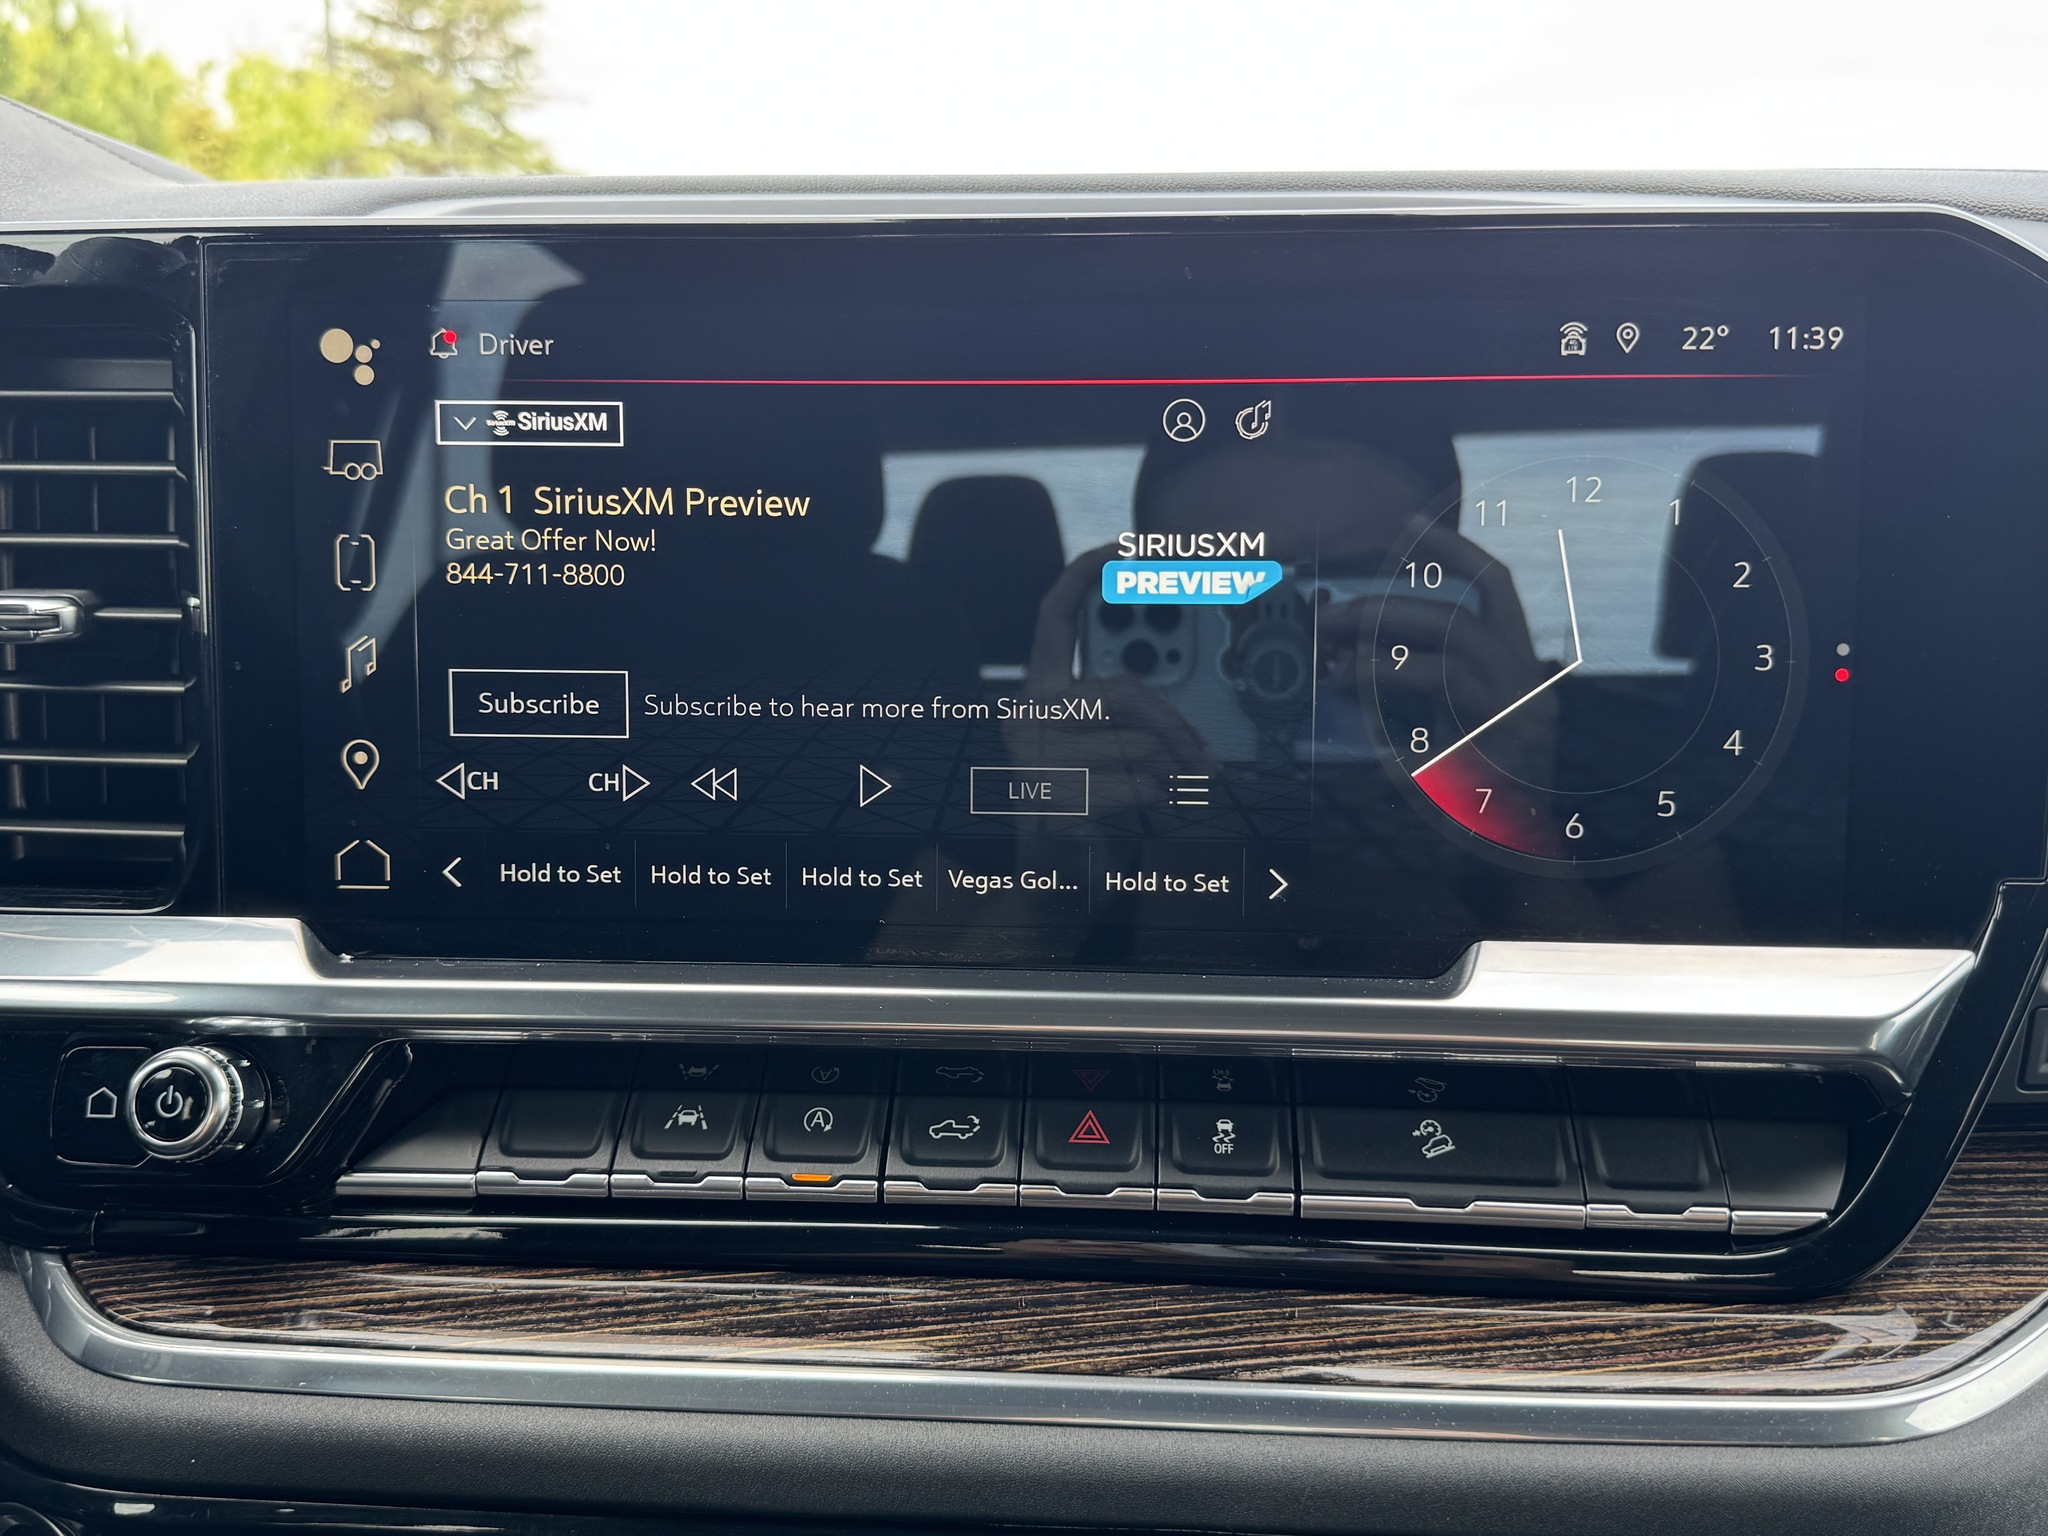 Driver
22° 11:39
SiriusXM
Ch 1 SiriusXM Preview
Great Offer Now!
844-711-8800
SIRIUSXM
PREVIEW
Subscribe
Subscribe to hear more from SiriusXM.
CH
CH
LIVE
Hold to Set
Hold to Set
Hold to Set
Vegas Gol...
Hold to Set
12
1
2
3
4
5
6
7
8
9
10
11
A
OFF